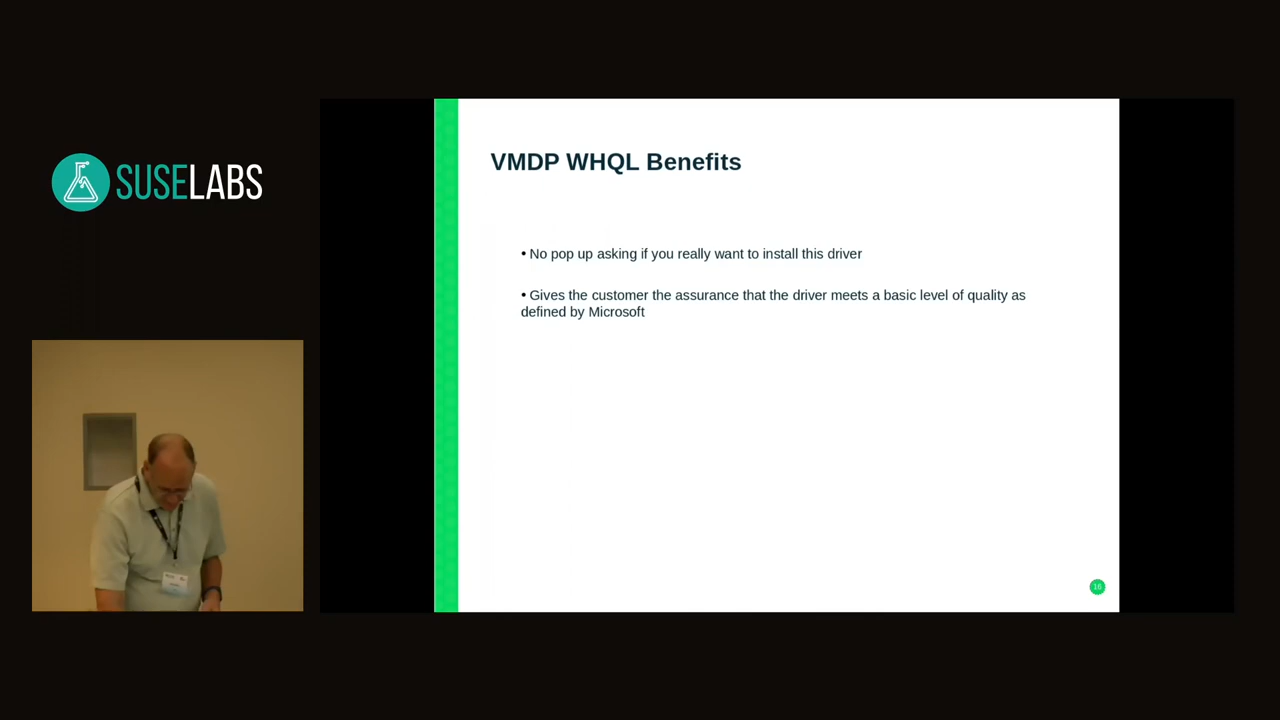 SUSELABS
VMDP WHQL Benefits
• No pop up asking if you really want to install this driver
• Gives the customer the assurance that the driver meets a basic level of quality as
defined by Microsoft
16